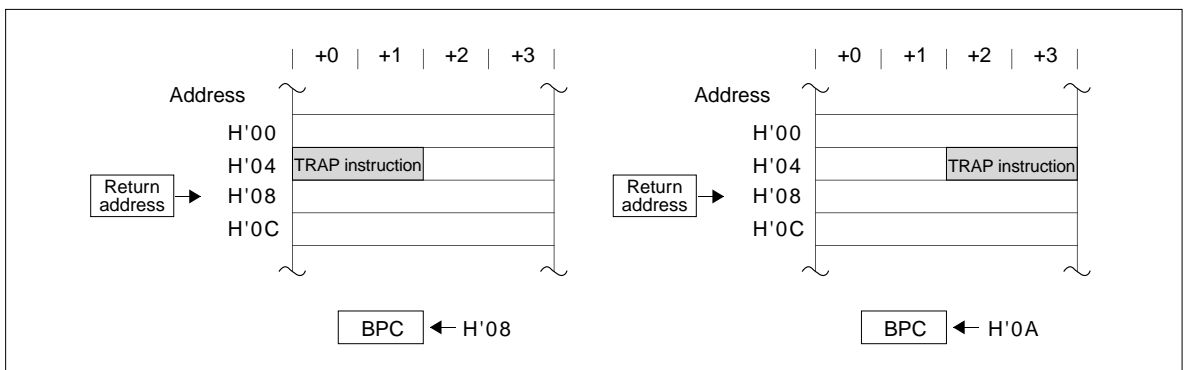 +0 +1 +2 +3
Address
H'00
H'04 TRAP instruction
Return address
H'08
H'0C
BPC H'08
+0 +1 +2 +3
Address
H'00
H'04 TRAP instruction
Return address
H'08
H'0C
BPC H'0A